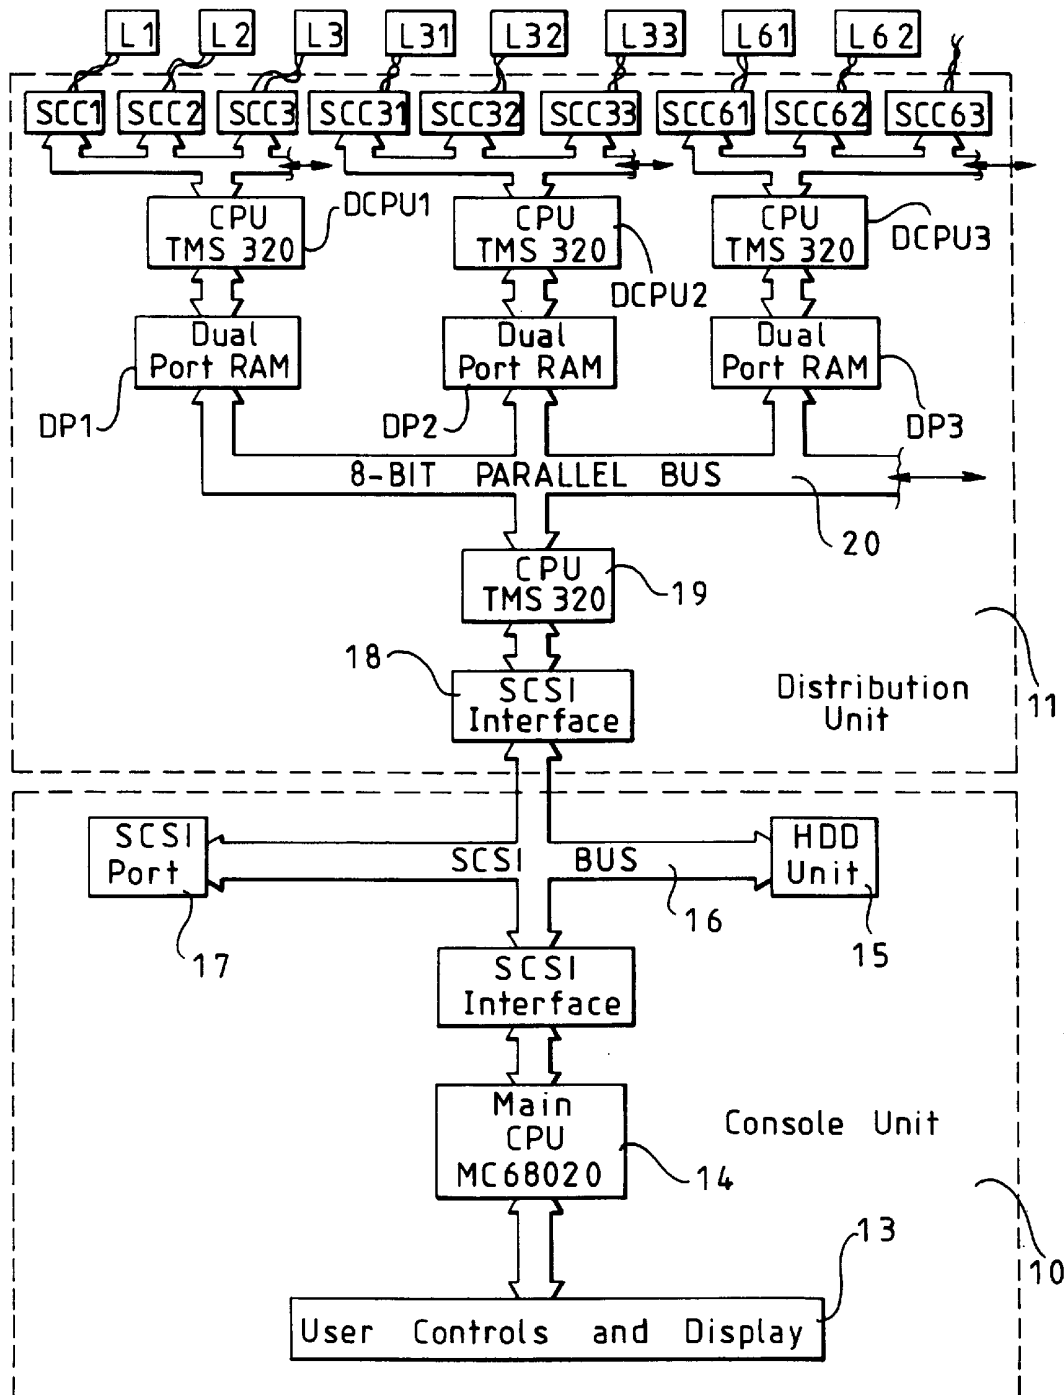 L1 L2 L3 L31 L32 L33 L61 L62
SCC1 SCC2 SCC3 SCC31 SCC32 SCC33 SCC61 SCC62 SCC63
CPU
TMS 320
DCPU1
CPU
TMS 320
DCPU2
CPU
TMS 320
DCPU3
Dual
Port RAM
DP1
Dual
Port RAM
DP2
Dual
Port RAM
DP3
8-BIT PARALLEL BUS
20
CPU
TMS 320
19
18
SCSI
Interface
Distribution
Unit
11
SCSI
Port
17
SCSI BUS
16
HDD
Unit
15
SCSI
Interface
Main
CPU
MC68020
14
Console Unit
10
13
User Controls and Display